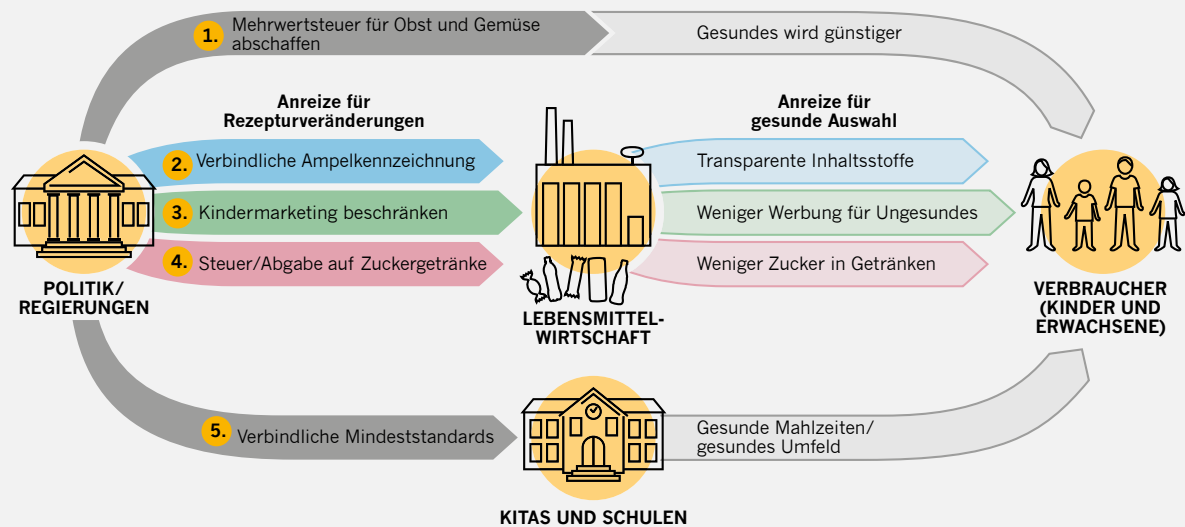 1. Mehrwertsteuer für Obst und Gemüse
abschaffen
Gesundes wird günstiger
Anreize für
Rezepturveränderungen
Anreize für
gesunde Auswahl
2. Verbindliche Ampelkennzeichnung
Transparente Inhaltsstoffe
3. Kindermarketing beschränken
Weniger Werbung für Ungesundes
4. Steuer/Abgabe auf Zuckergetränke
Weniger Zucker in Getränken
POLITIK/
REGIERUNGEN
LEBENSMITTEL-
WIRTSCHAFT
VERBRAUCHER
(KINDER UND
ERWACHSENE)
5. Verbindliche Mindeststandards
Gesunde Mahlzeiten/
gesundes Umfeld
KITAS UND SCHULEN